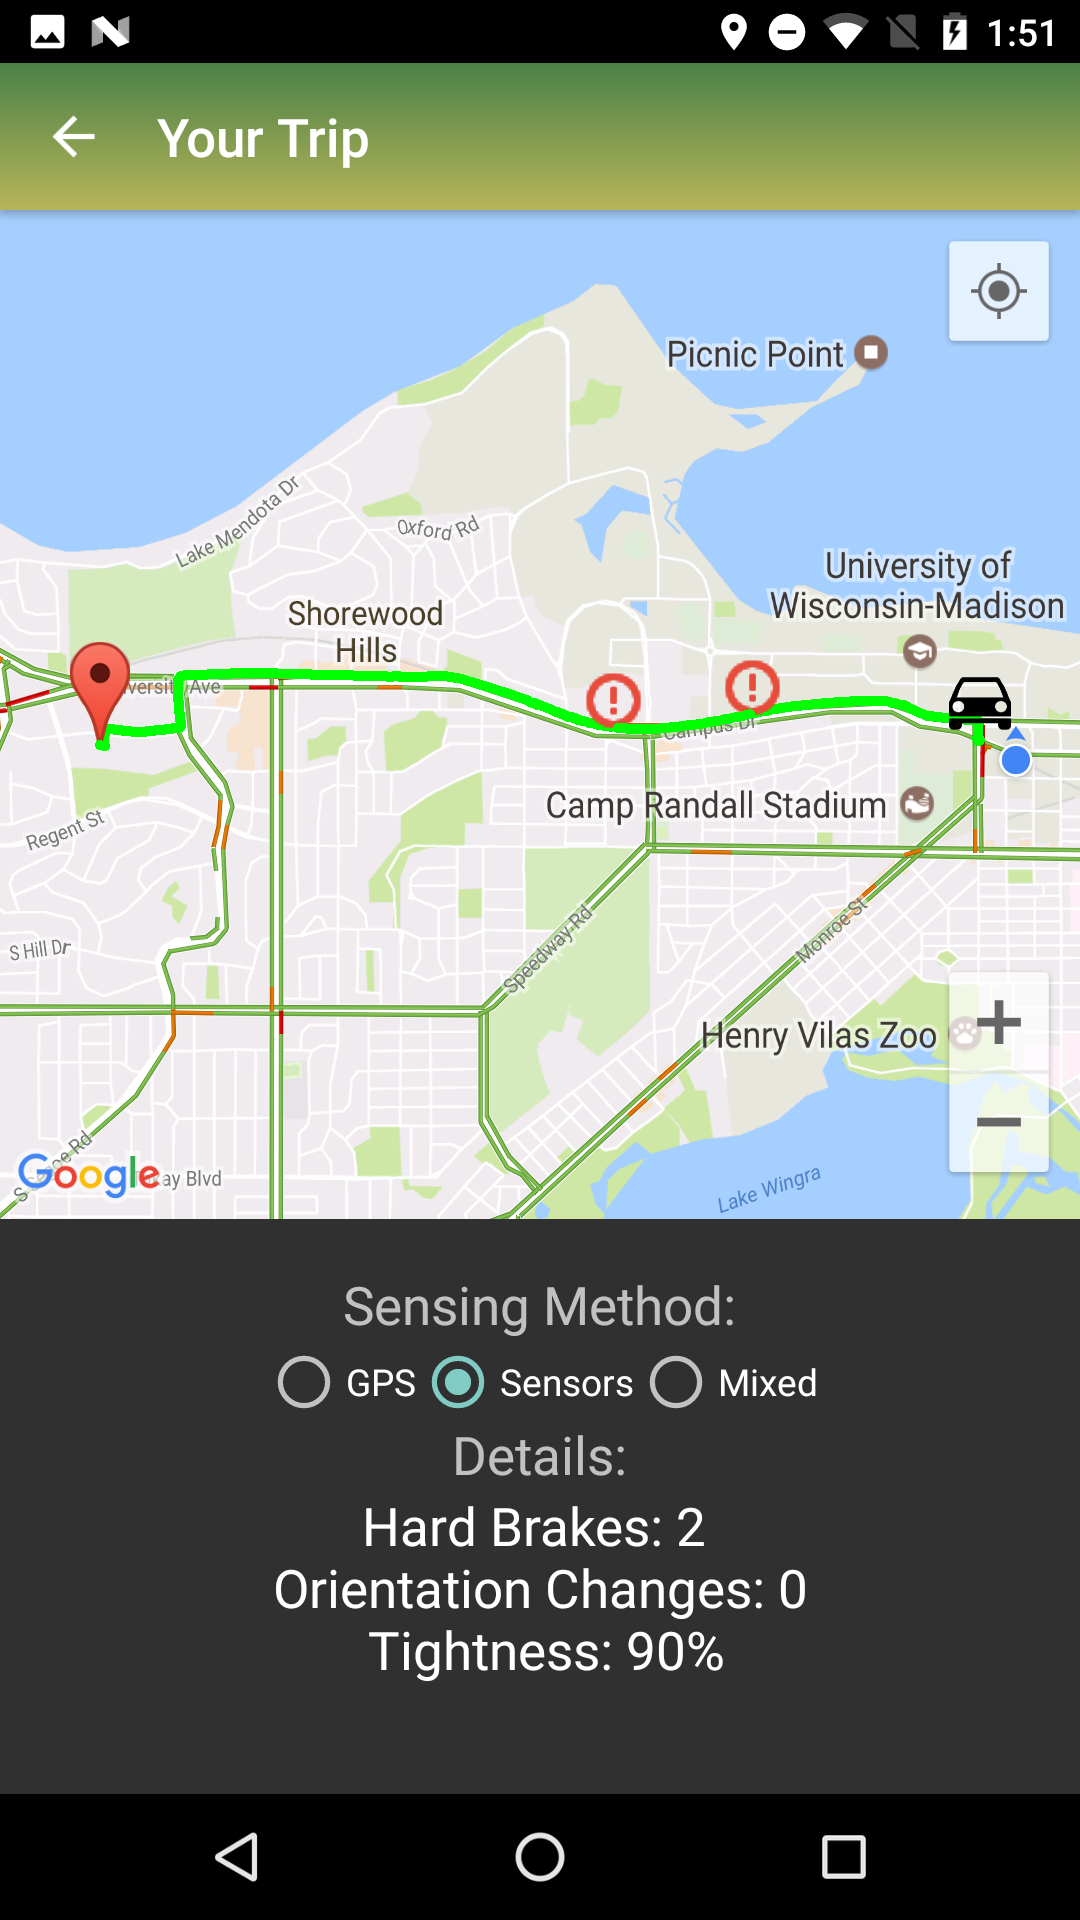 1:51
Your Trip
Picnic Point
Lake Mendota Dr
Oxford Rd
University of
Wisconsin-Madison
Shorewood
Hills
versity Ave
Campus Dr
Camp Randall Stadium
Regent St
S Hill Dr
Speedway Rd
Monroe St
Henry Vilas Zoo
Google
kay Blvd
Lake Wingra
Sensing Method:
GPS Sensors Mixed
Details:
Hard Brakes: 2
Orientation Changes: 0
Tightness: 90%